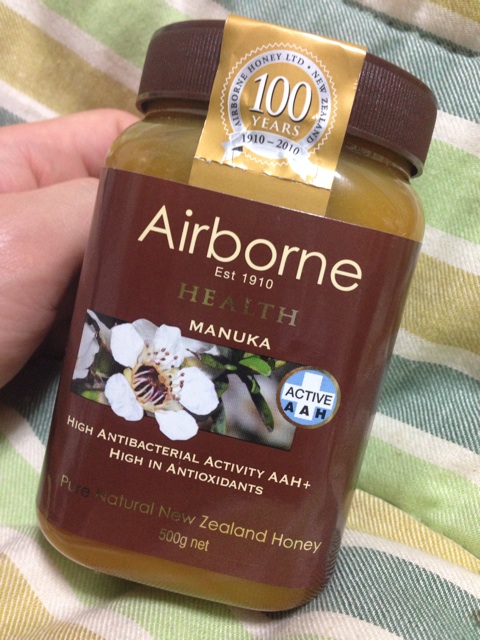 AIRBORNE HONEY LTD · NEW ZEALAND
100
YEARS
1910 – 2010
Airborne
Est 1910
HEALTH
MANUKA
ACTIVE
AAH
HIGH ANTIBACTERIAL ACTIVITY AAH+
HIGH IN ANTIOXIDANTS
Pure Natural New Zealand Honey
500g net